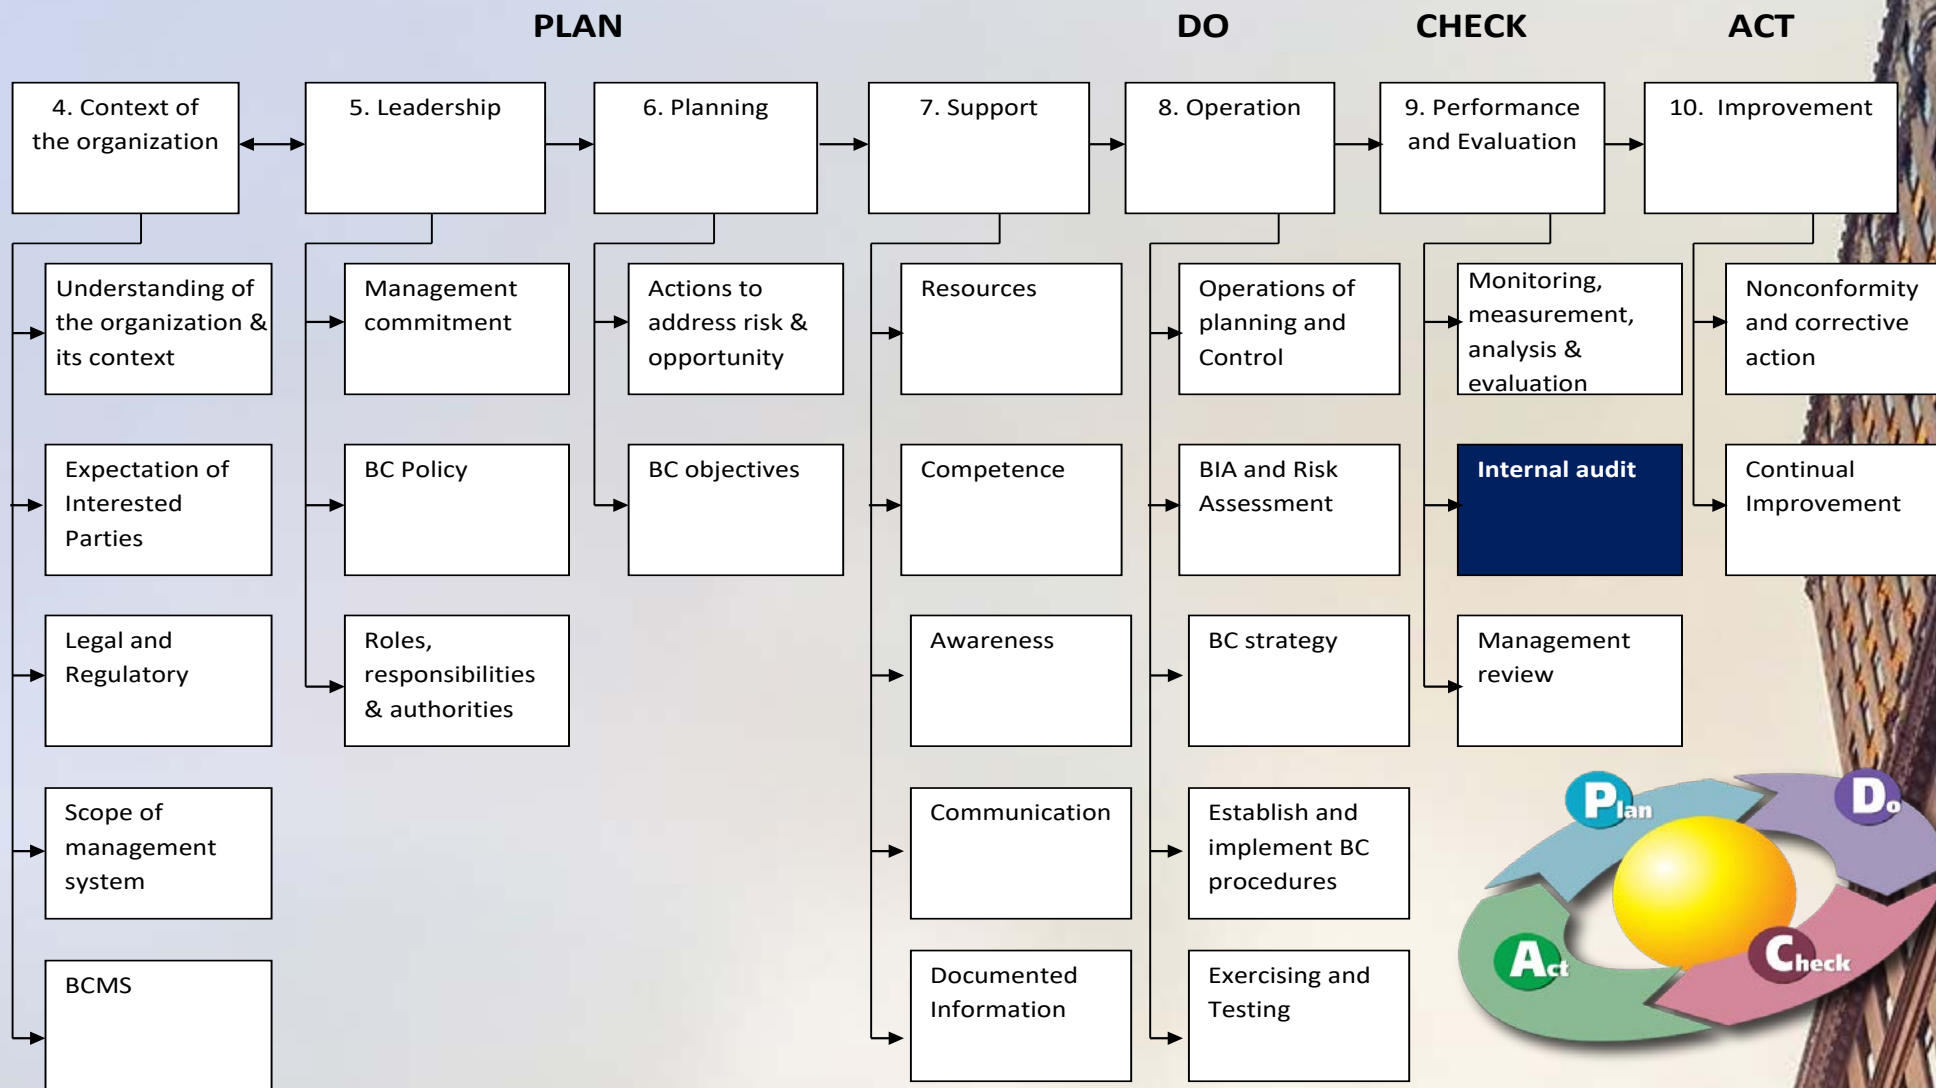 PLAN
DO
CHECK
ACT
4. Context of
the organization
5. Leadership
6. Planning
7. Support
8. Operation
9. Performance
and Evaluation
10. Improvement
Understanding of
the organization &
its context
Expectation of
Interested
Parties
Legal and
Regulatory
Scope of
management
system
BCMS
Management
commitment
BC Policy
Roles,
responsibilities
& authorities
Actions to
address risk &
opportunity
BC objectives
Resources
Competence
Awareness
Communication
Documented
Information
Operations of
planning and
Control
BIA and Risk
Assessment
BC strategy
Establish and
implement BC
procedures
Exercising and
Testing
Monitoring,
measurement,
analysis &
evaluation
Internal audit
Management
review
Nonconformity
and corrective
action
Continual
Improvement
Plan
Do
Check
Act